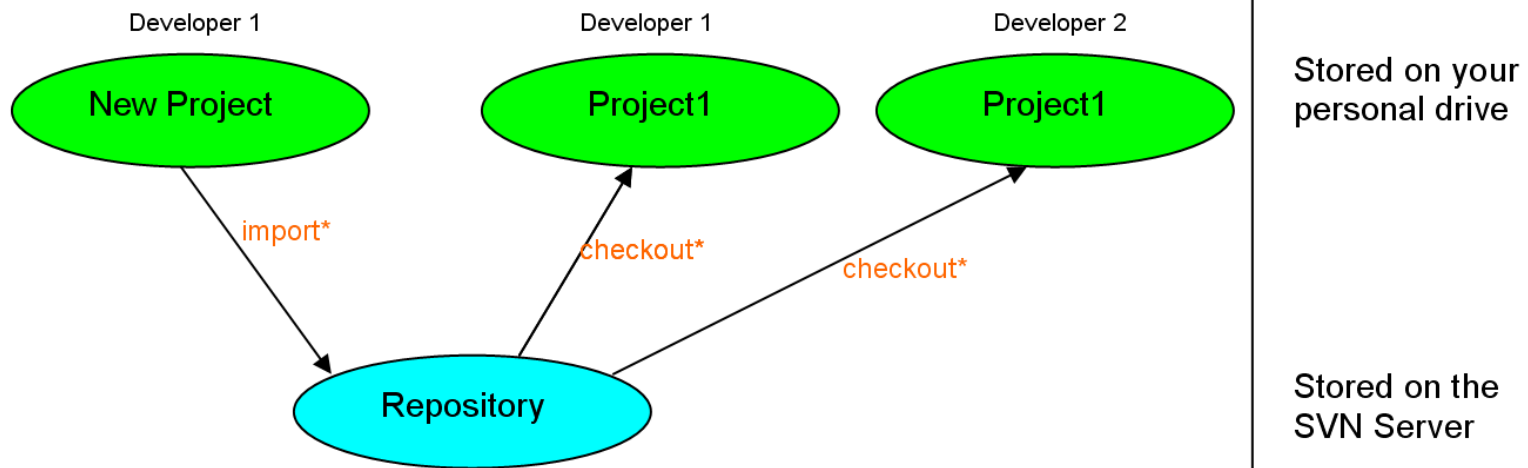 Developer 1
Developer 1
Developer 2
New Project
Project1
Project1
Stored on your
personal drive
import*
checkout*
checkout*
Repository
Stored on the
SVN Server